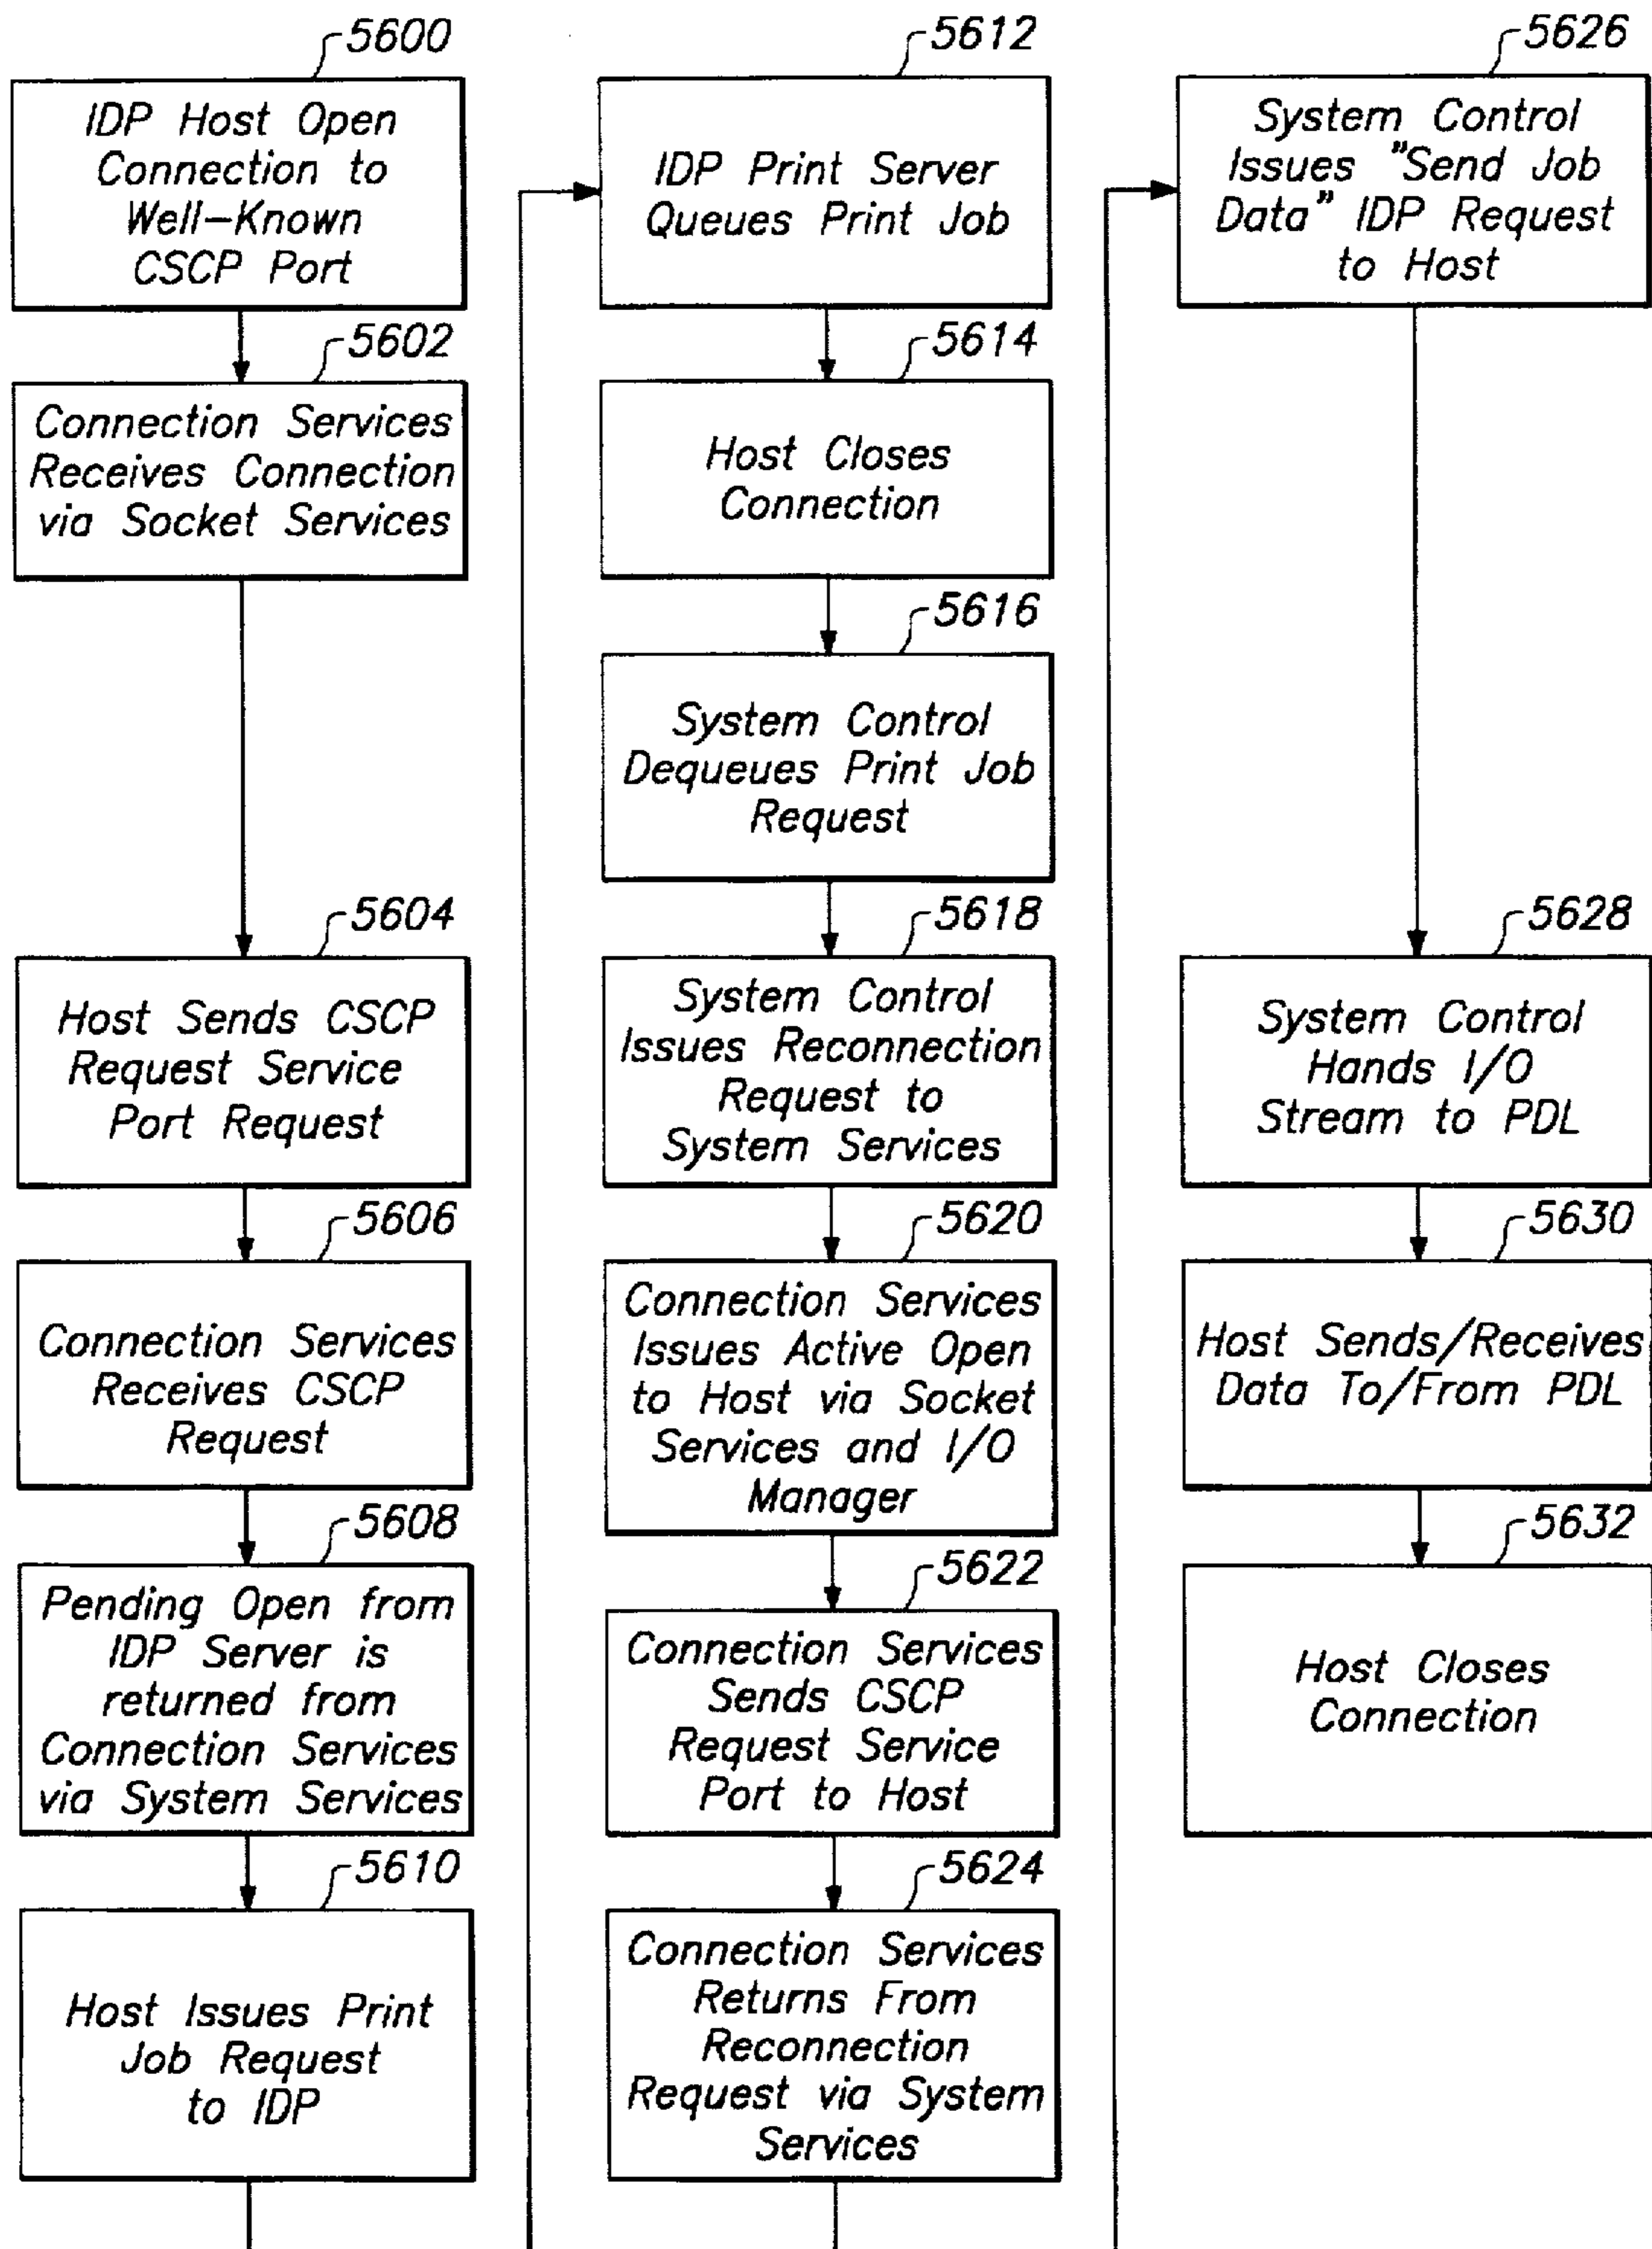 5600
IDP Host Open
Connection to
Well-Known
CSCP Port
5602
Connection Services
Receives Connection
via Socket Services
5604
Host Sends CSCP
Request Service
Port Request
5606
Connection Services
Receives CSCP
Request
5608
Pending Open from
IDP Server is
returned from
Connection Services
via System Services
5610
Host Issues Print
Job Request
to IDP
5612
IDP Print Server
Queues Print Job
5614
Host Closes
Connection
5616
System Control
Dequeues Print Job
Request
5618
System Control
Issues Reconnection
Request to
System Services
5620
Connection Services
Issues Active Open
to Host via Socket
Services and I/O
Manager
5622
Connection Services
Sends CSCP
Request Service
Port to Host
5624
Connection Services
Returns From
Reconnection
Request via System
Services
5626
System Control
Issues "Send Job
Data" IDP Request
to Host
5628
System Control
Hands I/O
Stream to PDL
5630
Host Sends/Receives
Data To/From PDL
5632
Host Closes
Connection